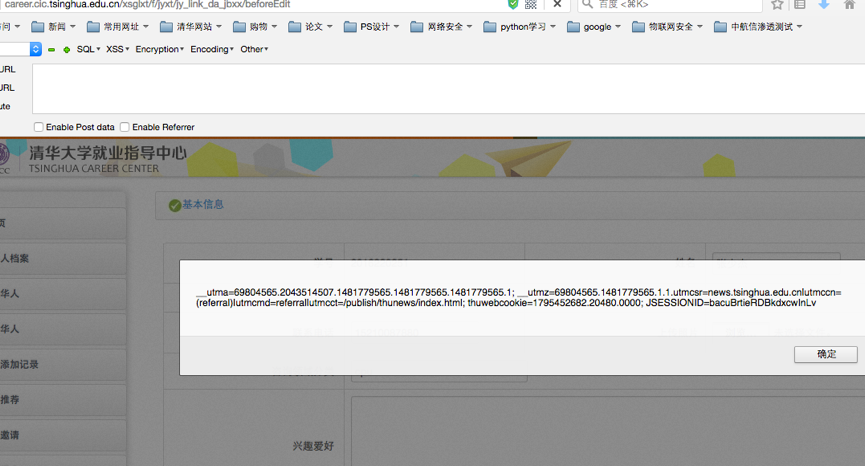 career.cic.tsinghua.edu.cn/xsglxt/f/jyxt/jy_link_da_jbxx/beforeEdit
百度 <⌘K>
问 新闻 常用网址 清华网站 购物 论文 PS设计 网络安全 python学习 google 物联网安全 中航信渗透测试
SQL XSS Encryption Encoding Other
URL
URL
ute
Enable Post data Enable Referrer
清华大学就业指导中心
CC TSINGHUA CAREER CENTER
基本信息
页
人档案
华人
华人
添加记录
推荐
邀请
__utma=69804565.2043514507.1481779565.1481779565.1481779565.1; __utmz=69804565.1481779565.1.1.utmcsr=news.tsinghua.edu.cn|utmccn=
(referral)|utmcmd=referral|utmcct=/publish/thunews/index.html; thuwebcookie=1795452682.20480.0000; JSESSIONID=bacuBrtieRDBkdxcwInLv
确定
兴趣爱好